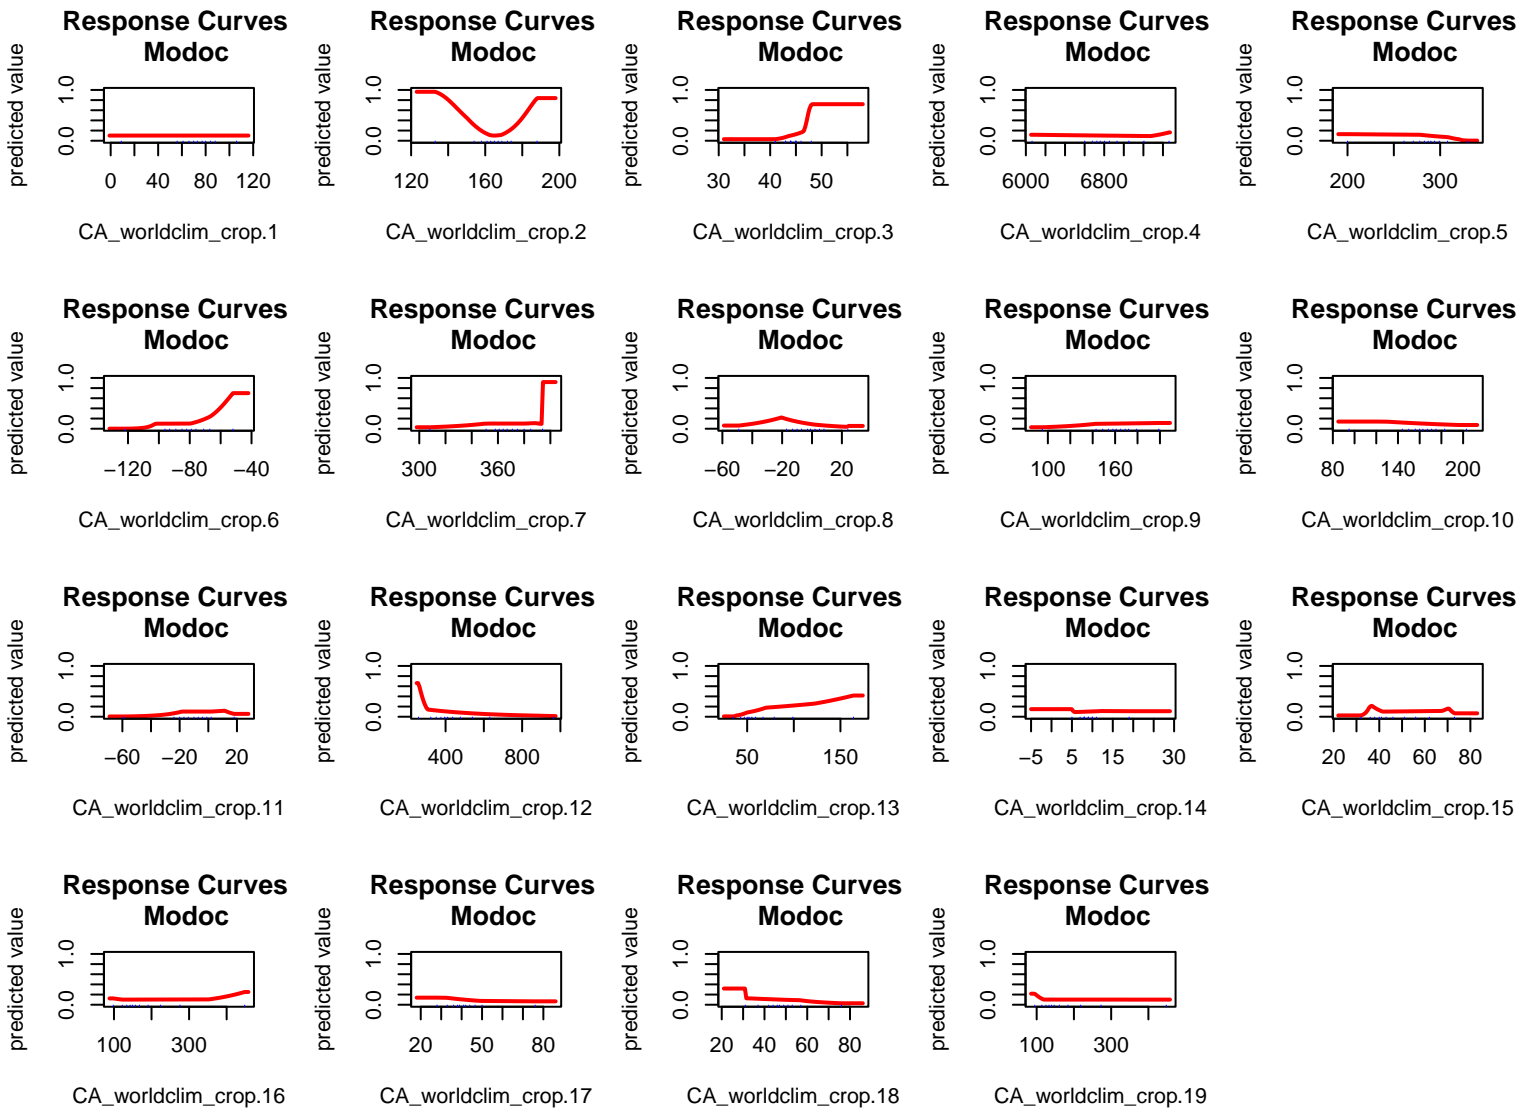 Response Curves
Modoc
predicted value
1.0
0.0
0 40 80 120
CA_worldclim_crop.1
Response Curves
Modoc
predicted value
1.0
0.0
120 160 200
CA_worldclim_crop.2
Response Curves
Modoc
predicted value
1.0
0.0
30 40 50
CA_worldclim_crop.3
Response Curves
Modoc
predicted value
1.0
0.0
6000 6800
CA_worldclim_crop.4
Response Curves
Modoc
predicted value
1.0
0.0
200 300
CA_worldclim_crop.5
Response Curves
Modoc
predicted value
1.0
0.0
−120 −80 −40
CA_worldclim_crop.6
Response Curves
Modoc
predicted value
1.0
0.0
300 360
CA_worldclim_crop.7
Response Curves
Modoc
predicted value
1.0
0.0
−60 −20 20
CA_worldclim_crop.8
Response Curves
Modoc
predicted value
1.0
0.0
100 160
CA_worldclim_crop.9
Response Curves
Modoc
predicted value
1.0
0.0
80 140 200
CA_worldclim_crop.10
Response Curves
Modoc
predicted value
1.0
0.0
−60 −20 20
CA_worldclim_crop.11
Response Curves
Modoc
predicted value
1.0
0.0
400 800
CA_worldclim_crop.12
Response Curves
Modoc
predicted value
1.0
0.0
50 150
CA_worldclim_crop.13
Response Curves
Modoc
predicted value
1.0
0.0
−5 5 15 30
CA_worldclim_crop.14
Response Curves
Modoc
predicted value
1.0
0.0
20 40 60 80
CA_worldclim_crop.15
Response Curves
Modoc
predicted value
1.0
0.0
100 300
CA_worldclim_crop.16
Response Curves
Modoc
predicted value
1.0
0.0
20 50 80
CA_worldclim_crop.17
Response Curves
Modoc
predicted value
1.0
0.0
20 40 60 80
CA_worldclim_crop.18
Response Curves
Modoc
predicted value
1.0
0.0
100 300
CA_worldclim_crop.19